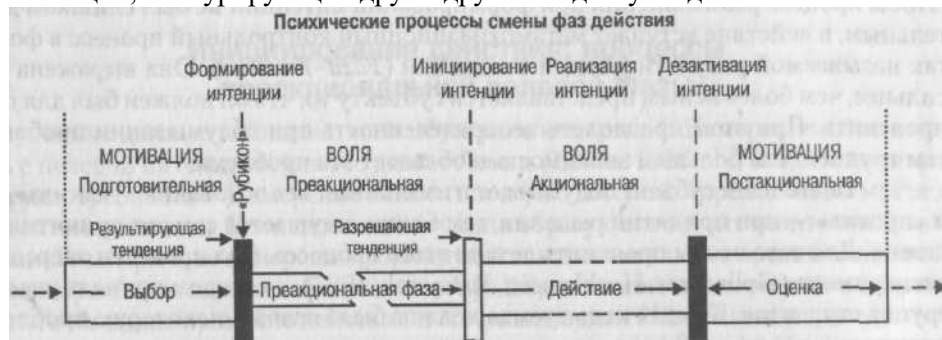 Психические процессы смены фаз действия
Формирование Инициирование Реализация Дезактивация
интенции интенции интенции интенции
МОТИВАЦИЯ ВОЛЯ ВОЛЯ МОТИВАЦИЯ
Подготовительная Преакциональная Акциональная Постакциональная
«Рубикон»
Результирующая Разрешающая
тенденция тенденция
Выбор Преакциональная фаза Действие Оценка